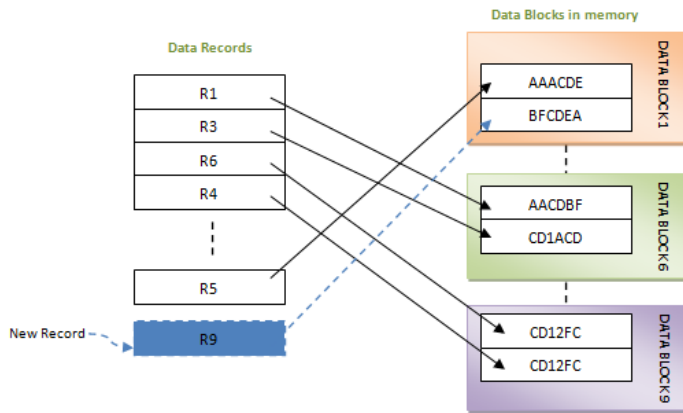 Data Blocks in memory
Data Records
R1
R3
R6
R4
R5
New Record
R9
AAACDE
BFCDEA
DATA BLOCK1
AACDBF
CD1ACD
DATA BLOCK6
CD12FC
CD12FC
DATA BLOCK9